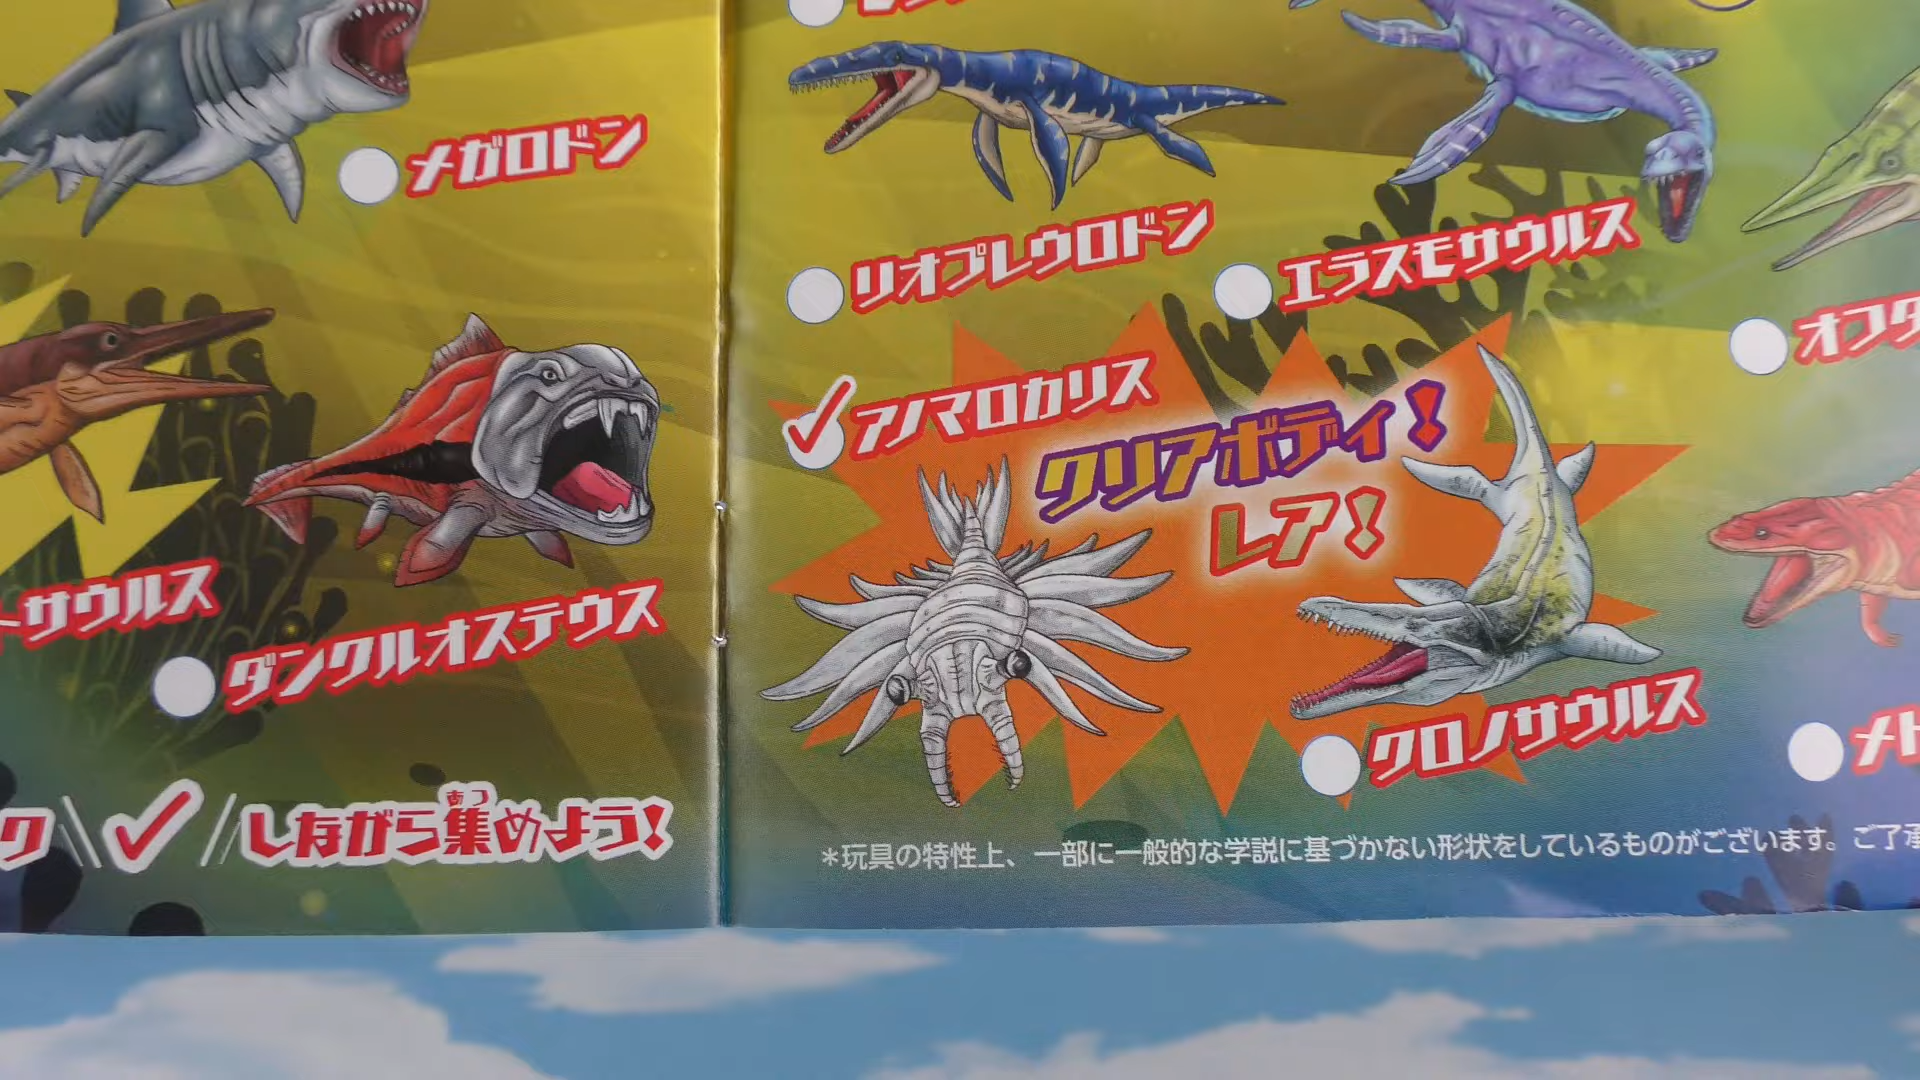 メガロドン
サウルス
ダンクルオステウス
しながら集めよう!
あつ
リオプレウロドン
エラスモサウルス
アノマロカリス
クリアボディ!
レア!
クロノサウルス
*玩具の特性上、一部に一般的な学説に基づかない形状をしているものがございます。ご了